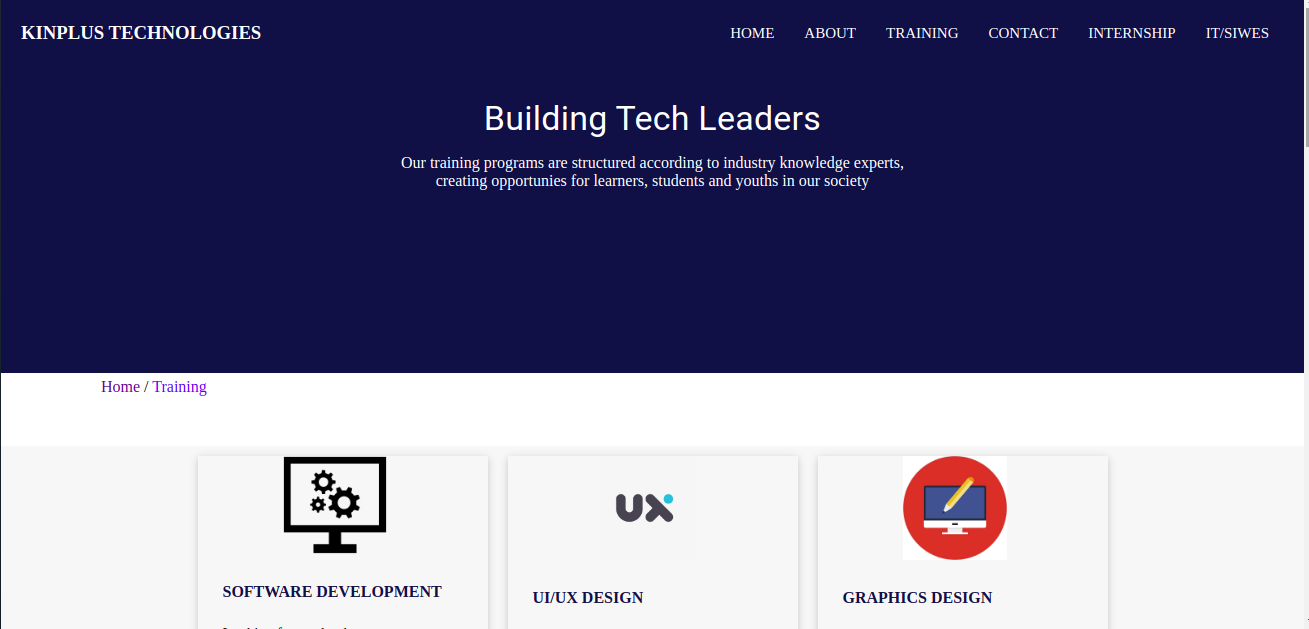 KINPLUS TECHNOLOGIES
HOME ABOUT TRAINING CONTACT INTERNSHIP IT/SIWES
Building Tech Leaders
Our training programs are structured according to industry knowledge experts,
creating opportunies for learners, students and youths in our society
Home / Training
UX
SOFTWARE DEVELOPMENT
UI/UX DESIGN
GRAPHICS DESIGN